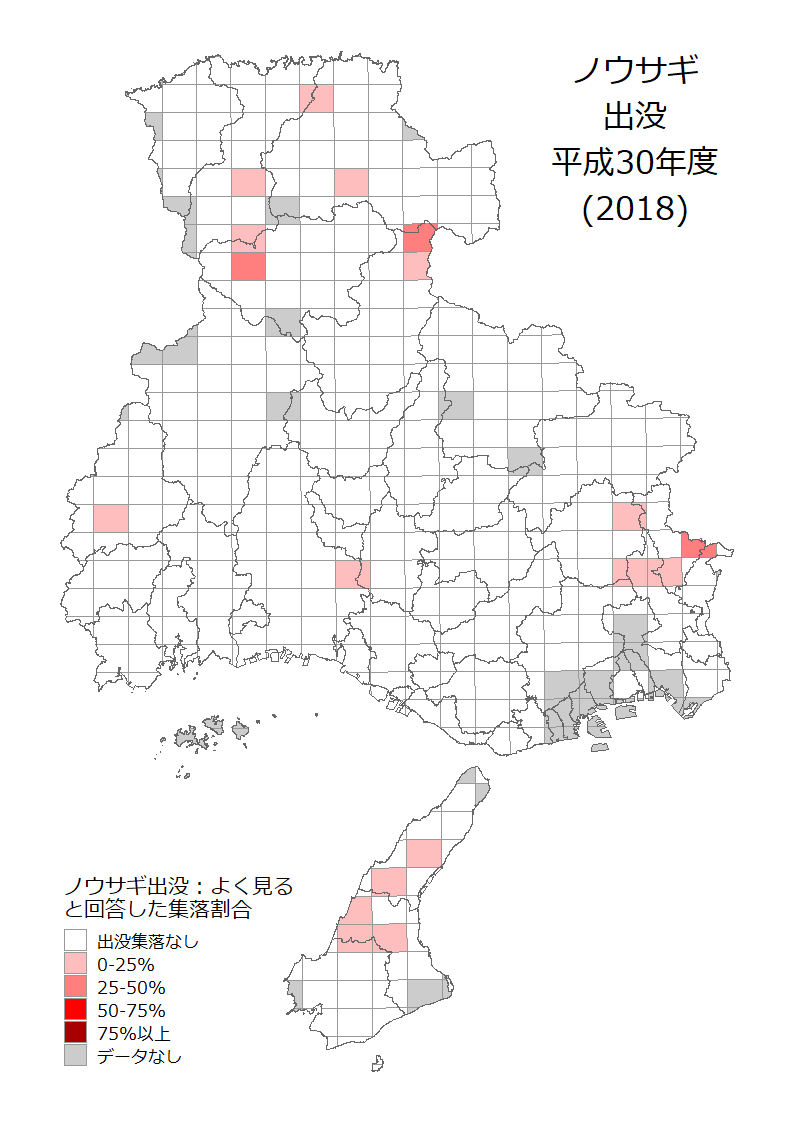 ノウサギ
出没
平成30年度
(2018)
ノウサギ出没：よく見る
と回答した集落割合
出没集落なし
0-25%
25-50%
50-75%
75%以上
データなし